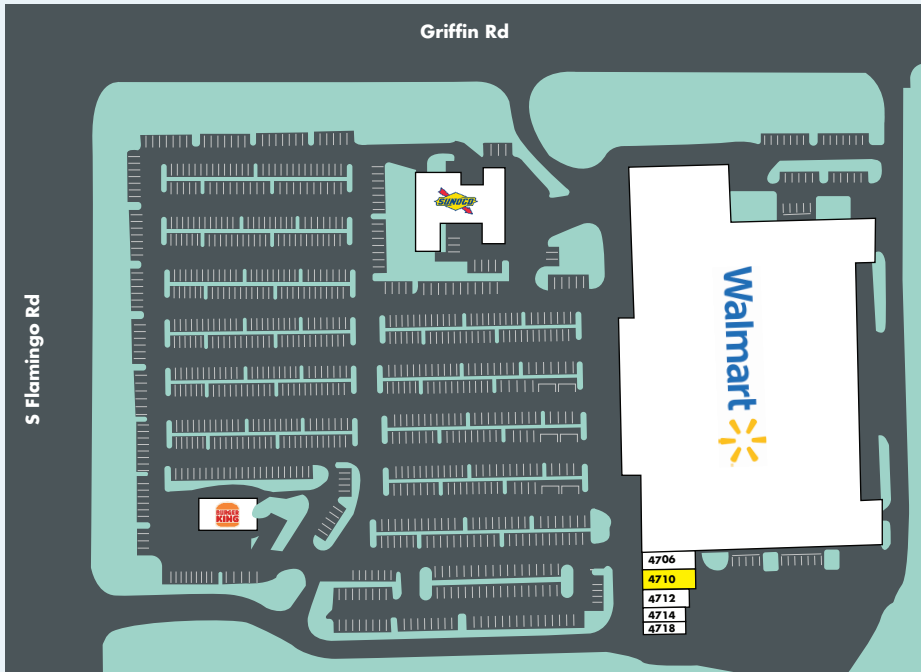 Griffin Rd
S Flamingo Rd
SUNOCO
Walmart
BURGER
KING
4706
4710
4712
4714
4718